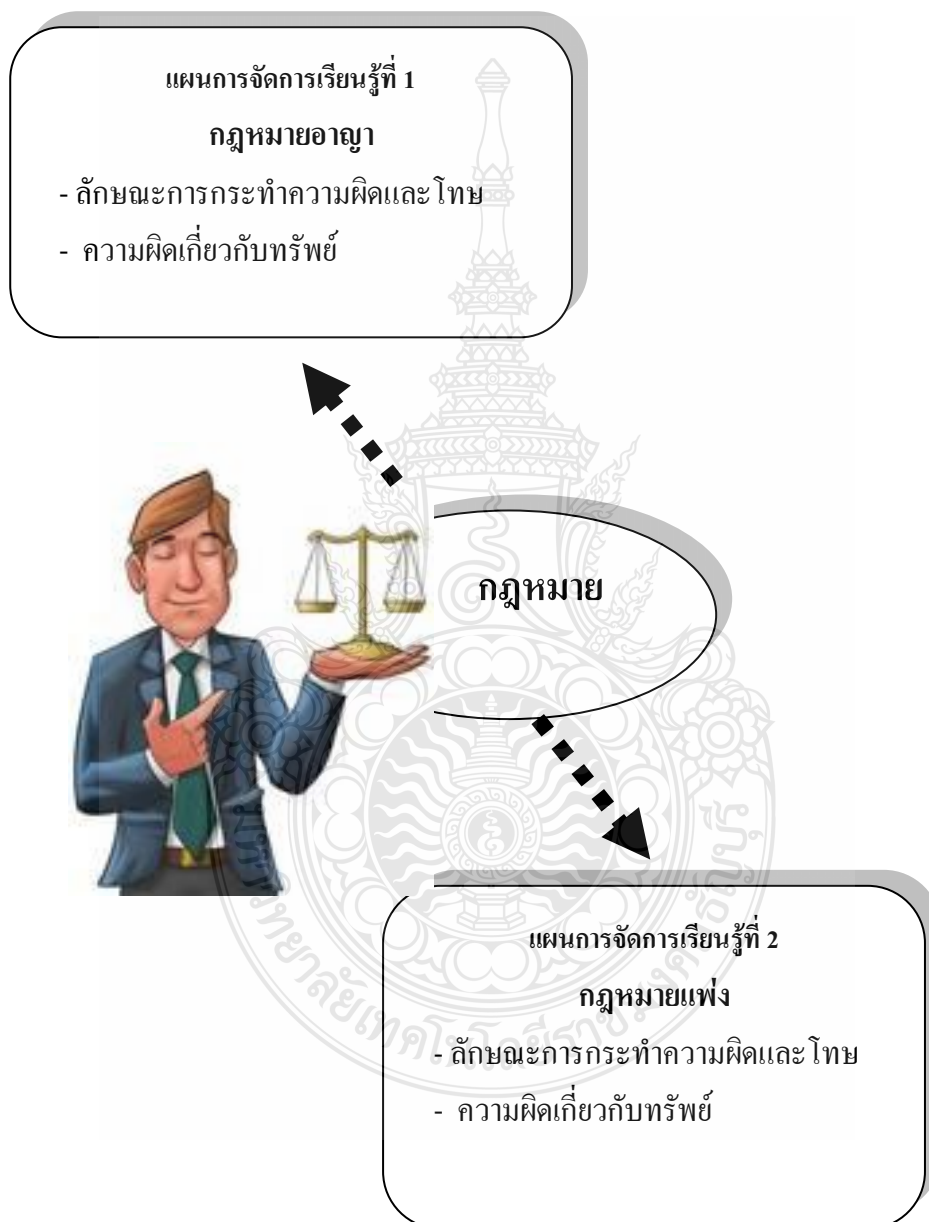 แผนการจัดการเรียนรู้ที่ 1
กฎหมายอาญา
- ลักษณะการกระทำความผิดและโทษ
- ความผิดเกี่ยวกับทรัพย์
กฎหมาย
แผนการจัดการเรียนรู้ที่ 2
กฎหมายแพ่ง
- ลักษณะการกระทำความผิดและโทษ
- ความผิดเกี่ยวกับทรัพย์